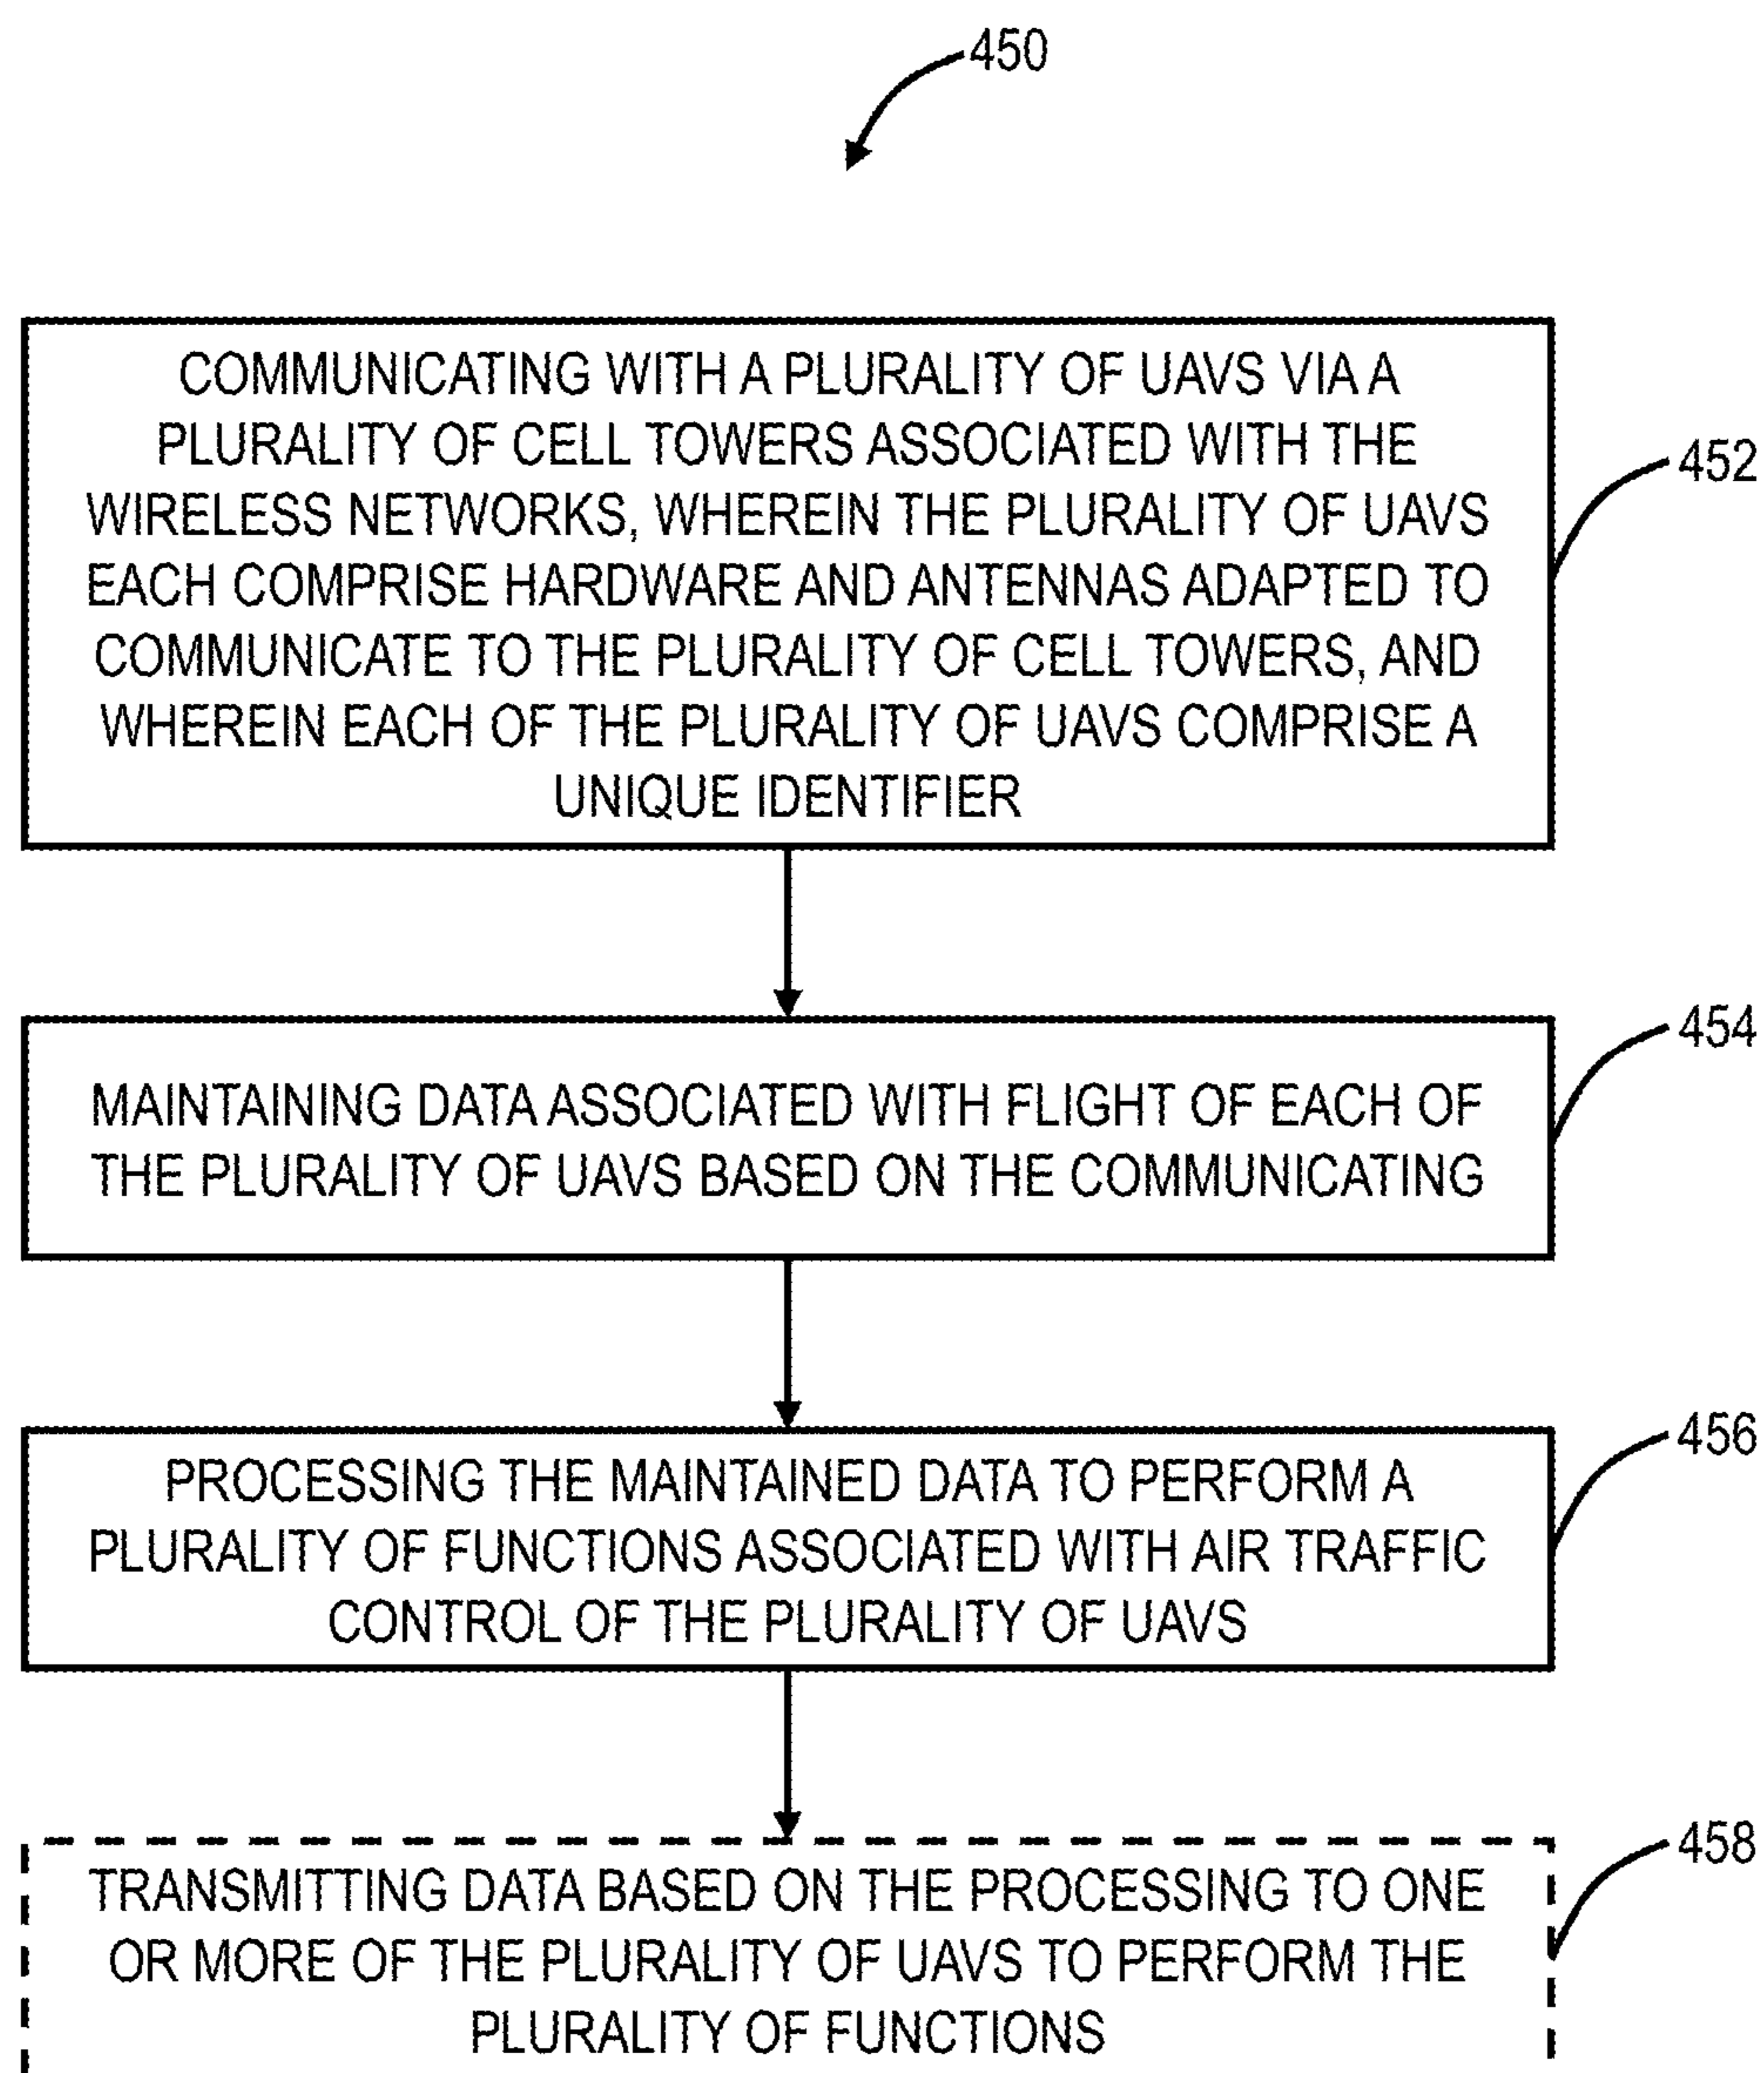 450
COMMUNICATING WITH A PLURALITY OF UAVS VIA A
PLURALITY OF CELL TOWERS ASSOCIATED WITH THE
WIRELESS NETWORKS, WHEREIN THE PLURALITY OF UAVS
EACH COMPRISE HARDWARE AND ANTENNAS ADAPTED TO
COMMUNICATE TO THE PLURALITY OF CELL TOWERS, AND
WHEREIN EACH OF THE PLURALITY OF UAVS COMPRISE A
UNIQUE IDENTIFIER
452
MAINTAINING DATA ASSOCIATED WITH FLIGHT OF EACH OF
THE PLURALITY OF UAVS BASED ON THE COMMUNICATING
454
PROCESSING THE MAINTAINED DATA TO PERFORM A
PLURALITY OF FUNCTIONS ASSOCIATED WITH AIR TRAFFIC
CONTROL OF THE PLURALITY OF UAVS
456
TRANSMITTING DATA BASED ON THE PROCESSING TO ONE
OR MORE OF THE PLURALITY OF UAVS TO PERFORM THE
PLURALITY OF FUNCTIONS
458